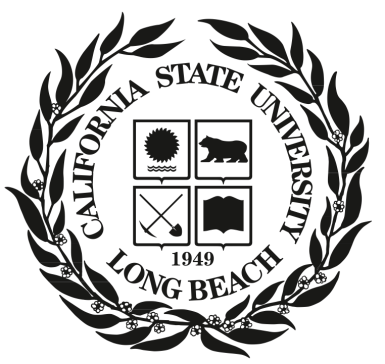 CALIFORNIA STATE UNIVERSITY
1949
LONG BEACH